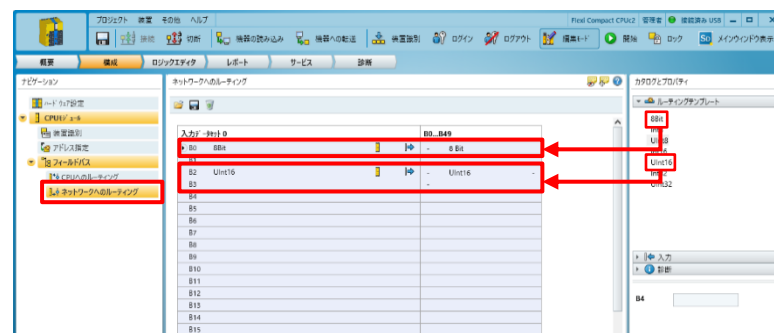 プロジェクト 装置 その他 ヘルプ
Flexi Compact CPUc2 管理者 接続済み USB
接続 切断 機器の読み込み 機器への転送 装置識別 ログイン ログアウト 編集モード 開始 ロック So メインウィンドウ表示
概要 構成 ロジックエディタ レポート サービス 診断
ナビゲーション
ハードウェア設定
CPUモジュール
装置識別
アドレス指定
フィールドバス
CPUへのルーティング
ネットワークへのルーティング
ネットワークへのルーティング
入力データセット 0 B0...B49
B0 8Bit - 8 Bit
B1
B2 UInt16 - UInt16 -
B3 -
B4
B5
B6
B7
B8
B9
B10
B11
B12
B13
B14
B15
カタログとプロパティ
ルーティングテンプレート
8Bit
UInt8
Int16
UInt16
Int32
UInt32
入力
診断
B4